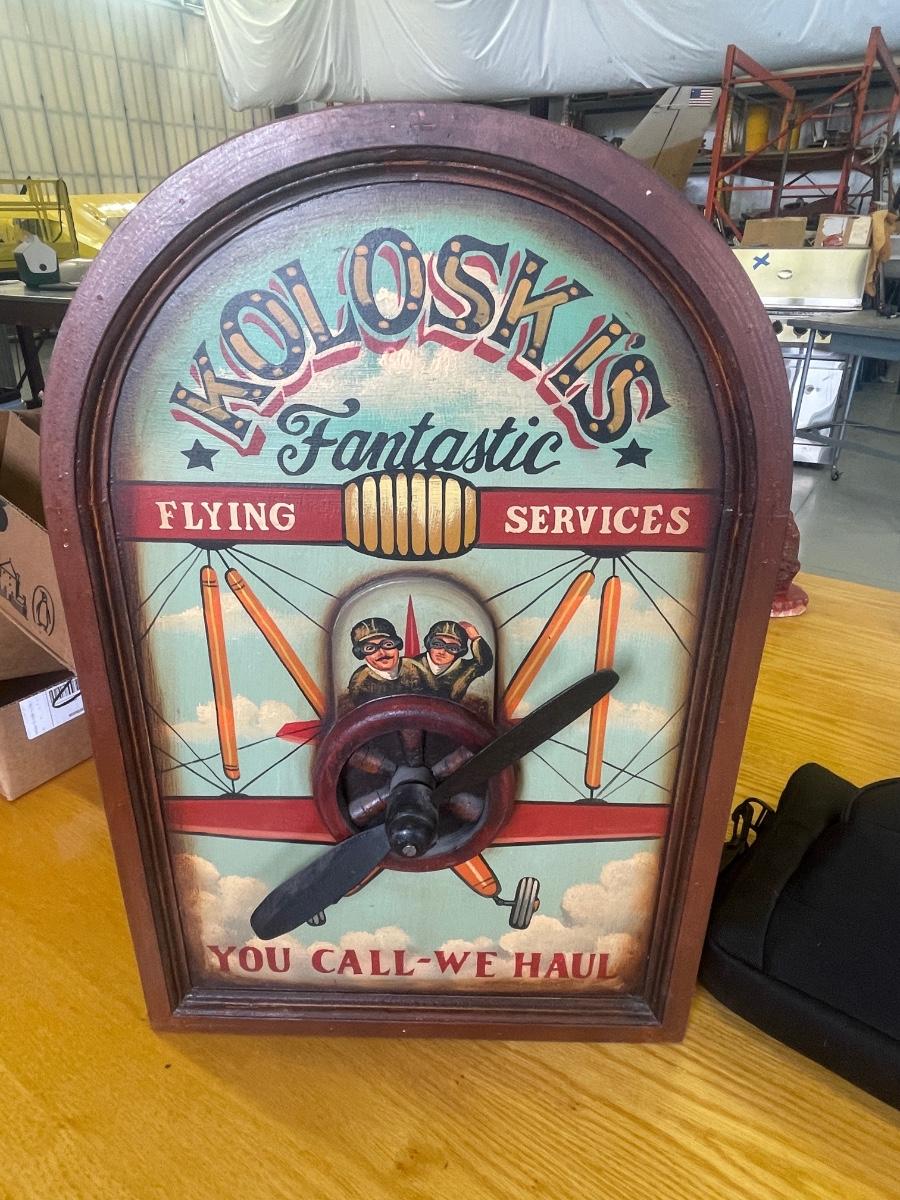 KOLOSKI'S
Fantastic
FLYING SERVICES
YOU CALL-WE HAUL